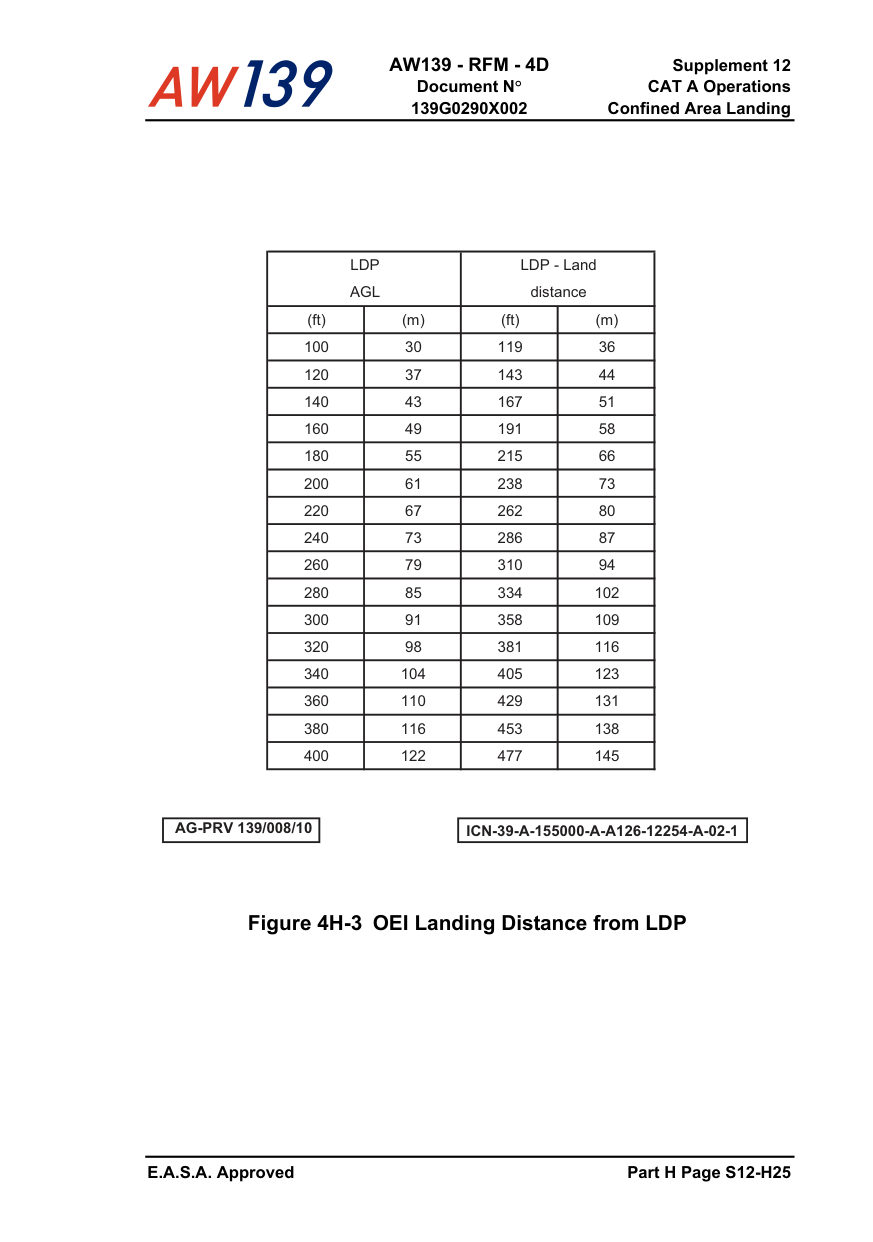 AW139
AW139 - RFM - 4D
Document N°
139G0290X002
Supplement 12
CAT A Operations
Confined Area Landing
LDP LDP - Land
AGL distance
(ft) (m) (ft) (m)
100 30 119 36
120 37 143 44
140 43 167 51
160 49 191 58
180 55 215 66
200 61 238 73
220 67 262 80
240 73 286 87
260 79 310 94
280 85 334 102
300 91 358 109
320 98 381 116
340 104 405 123
360 110 429 131
380 116 453 138
400 122 477 145
AG-PRV 139/008/10 ICN-39-A-155000-A-A126-12254-A-02-1
Figure 4H-3 OEI Landing Distance from LDP
E.A.S.A. Approved Part H Page S12-H25